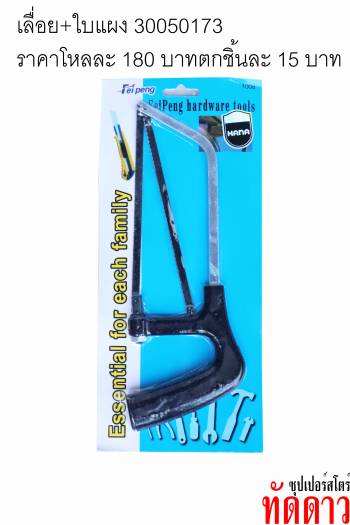 เลื่อย+ใบแผง 30050173
ราคาโหลละ 180 บาทตกชิ้นละ 15 บาท
Fei peng
1006
FeiPeng hardware tools
HANA
Essential for each family
ซุปเปอร์สโตร์
ทัดดาว